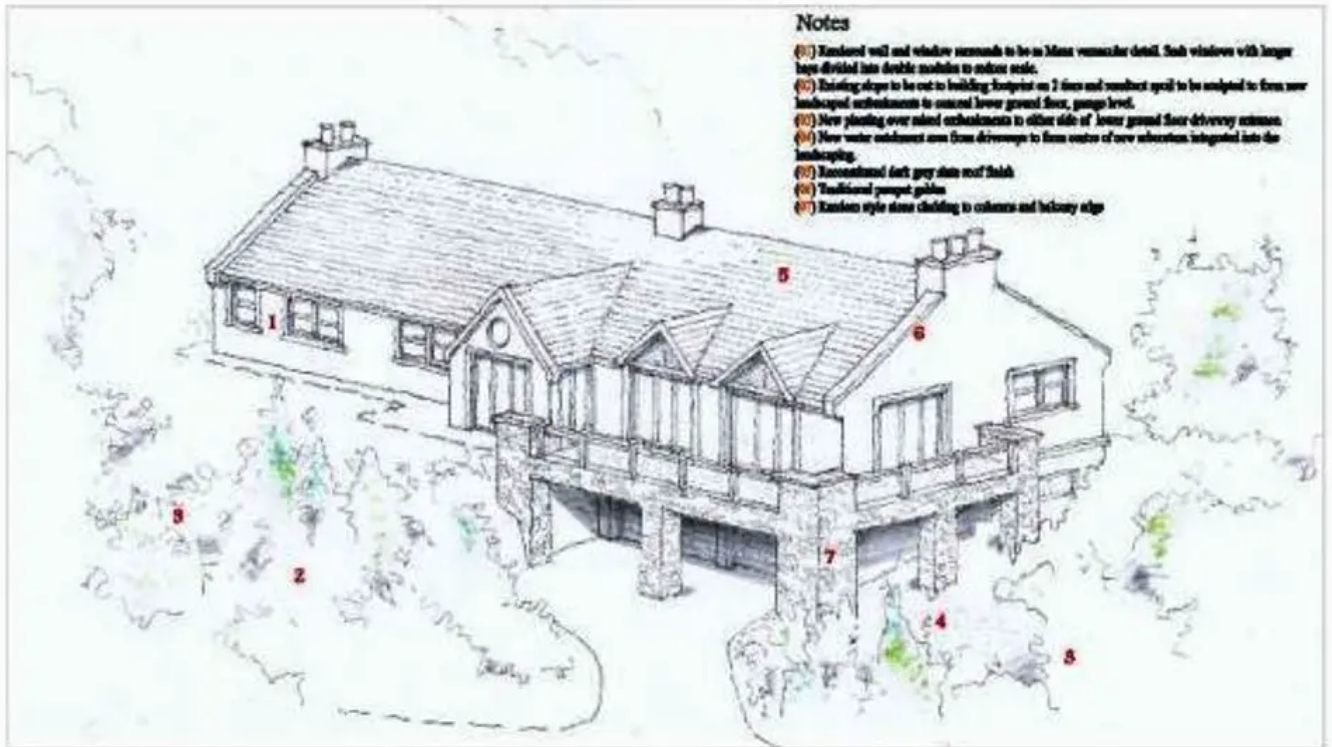 Notes
(01) Rendered wall and window surrounds to be as Manx vernacular detail. Sash windows with longer
bays divided into double modules to reduce scale.
(02) Existing slope to be cut to building footprint on 2 tiers and resultant spoil to be sculpted to form new
landscaped embankments to conceal lower ground floor, garage level.
(03) New planting over raised embankments to either side of lower ground floor driveway entrance.
(04) New water catchment area from driveways to form centre of new arboretum integrated into the
landscaping.
(05) Reconstituted dark grey slate roof finish
(06) Traditional parapet gables
(07) Random style stone cladding to columns and balcony edge
5
1
6
3
2
7
4
3